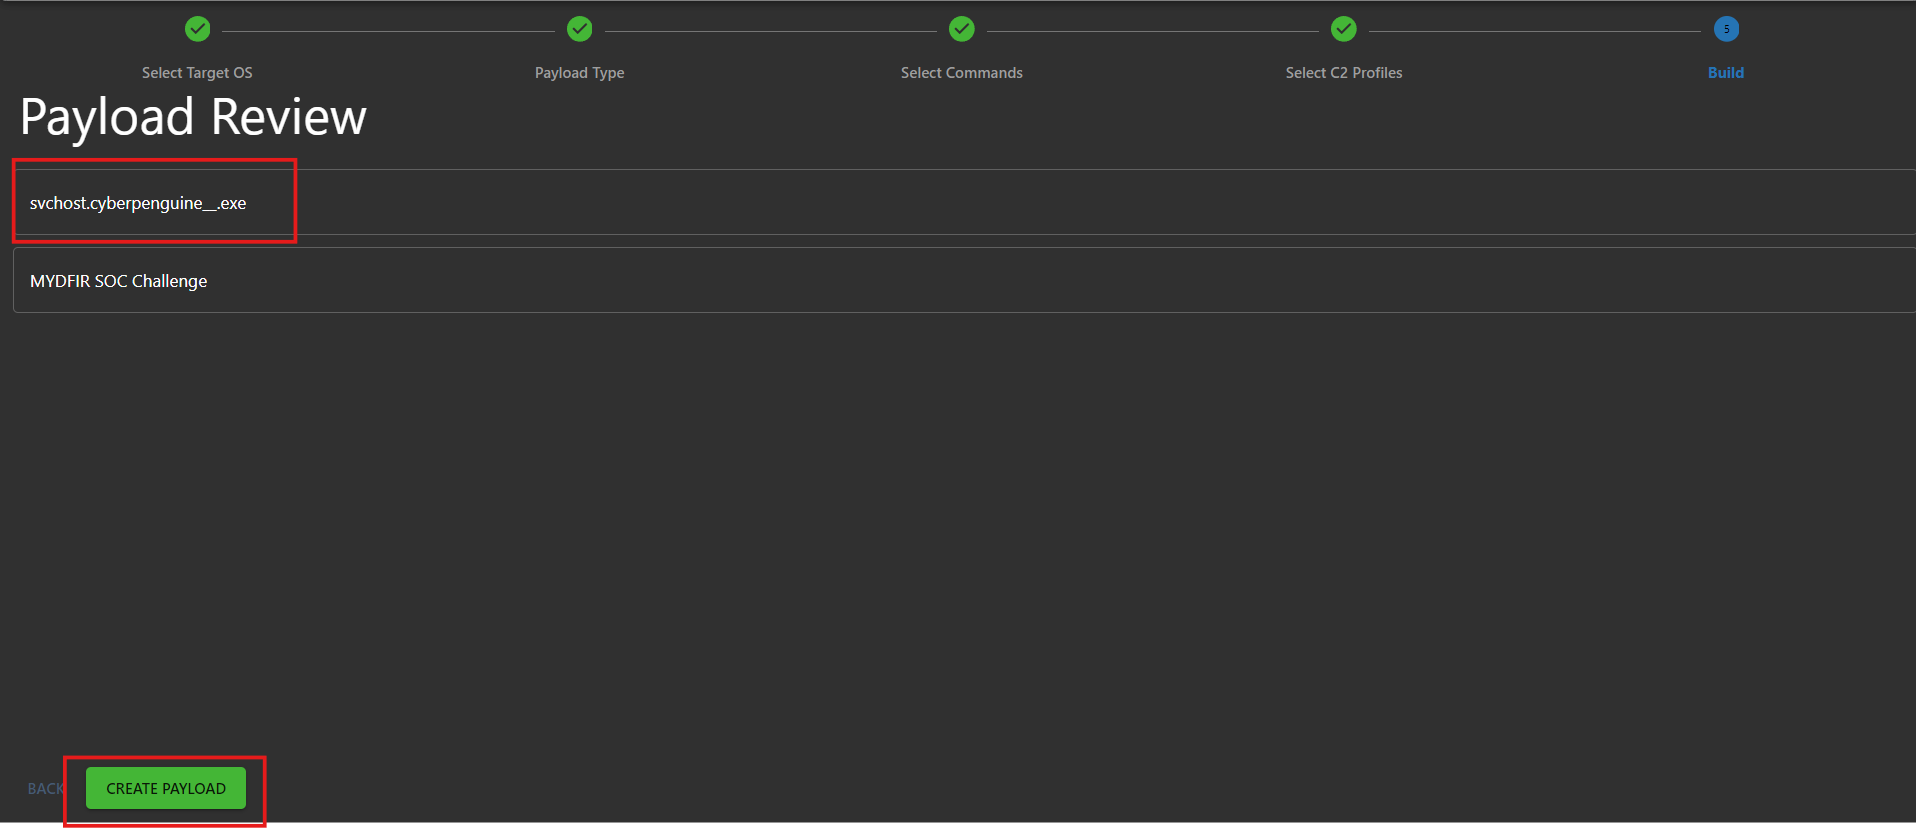 5
Select Target OS
Payload Type
Select Commands
Select C2 Profiles
Build
Payload Review
svchost.cyberpenguine__.exe
MYDFIR SOC Challenge
BACK
CREATE PAYLOAD